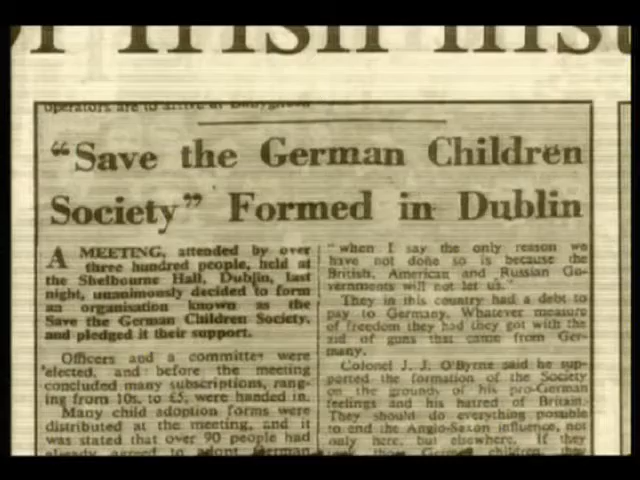 of Irish
operators are to arrive at
"Save the German Children
Society" Formed in Dublin
A MEETING, attended by over
three hundred people, held at
the Shelbourne Hall, Dublin, last
night, unanimously decided to form
an organisation known as the
Save the German Children Society,
and pledged it their support.
Officers and a committee were
elected, and before the meeting
concluded many subscriptions, rang-
ing from 10s. to £5, were handed in.
Many child adoption forms were
distributed at the meeting, and it
was stated that over 90 people had
already agreed to adopt German
"when I say the only reason we
have not done so is because the
British, American and Russian Go-
vernments will not let us."
They in this country had a debt to
pay to Germany. Whatever measure
of freedom they had they got with the
aid of guns that came from Ger-
many.
Colonel J. J. O'Byrne said he sup-
ported the formation of the Society
on the grounds of his pro-German
feelings and his hatred of Britain.
They should do everything possible
to end the Anglo-Saxon influence, not
only here, but elsewhere. If they
took those German children, they